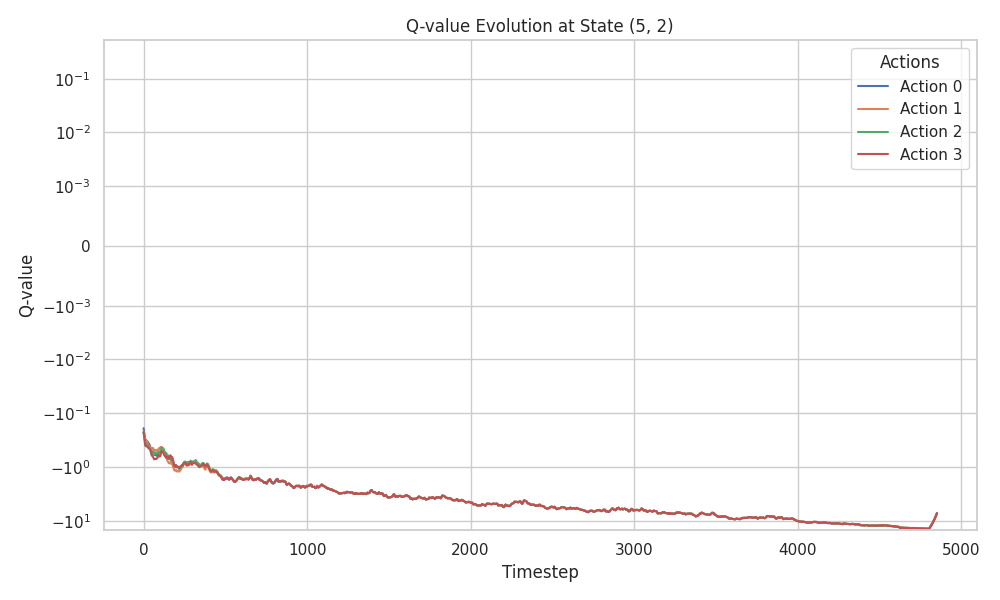 Q-value Evolution at State (5, 2)
Actions
Action 0
Action 1
Action 2
Action 3
Q-value
10⁻¹
10⁻²
10⁻³
0
−10⁻³
−10⁻²
−10⁻¹
−10⁰
−10¹
0 1000 2000 3000 4000 5000
Timestep